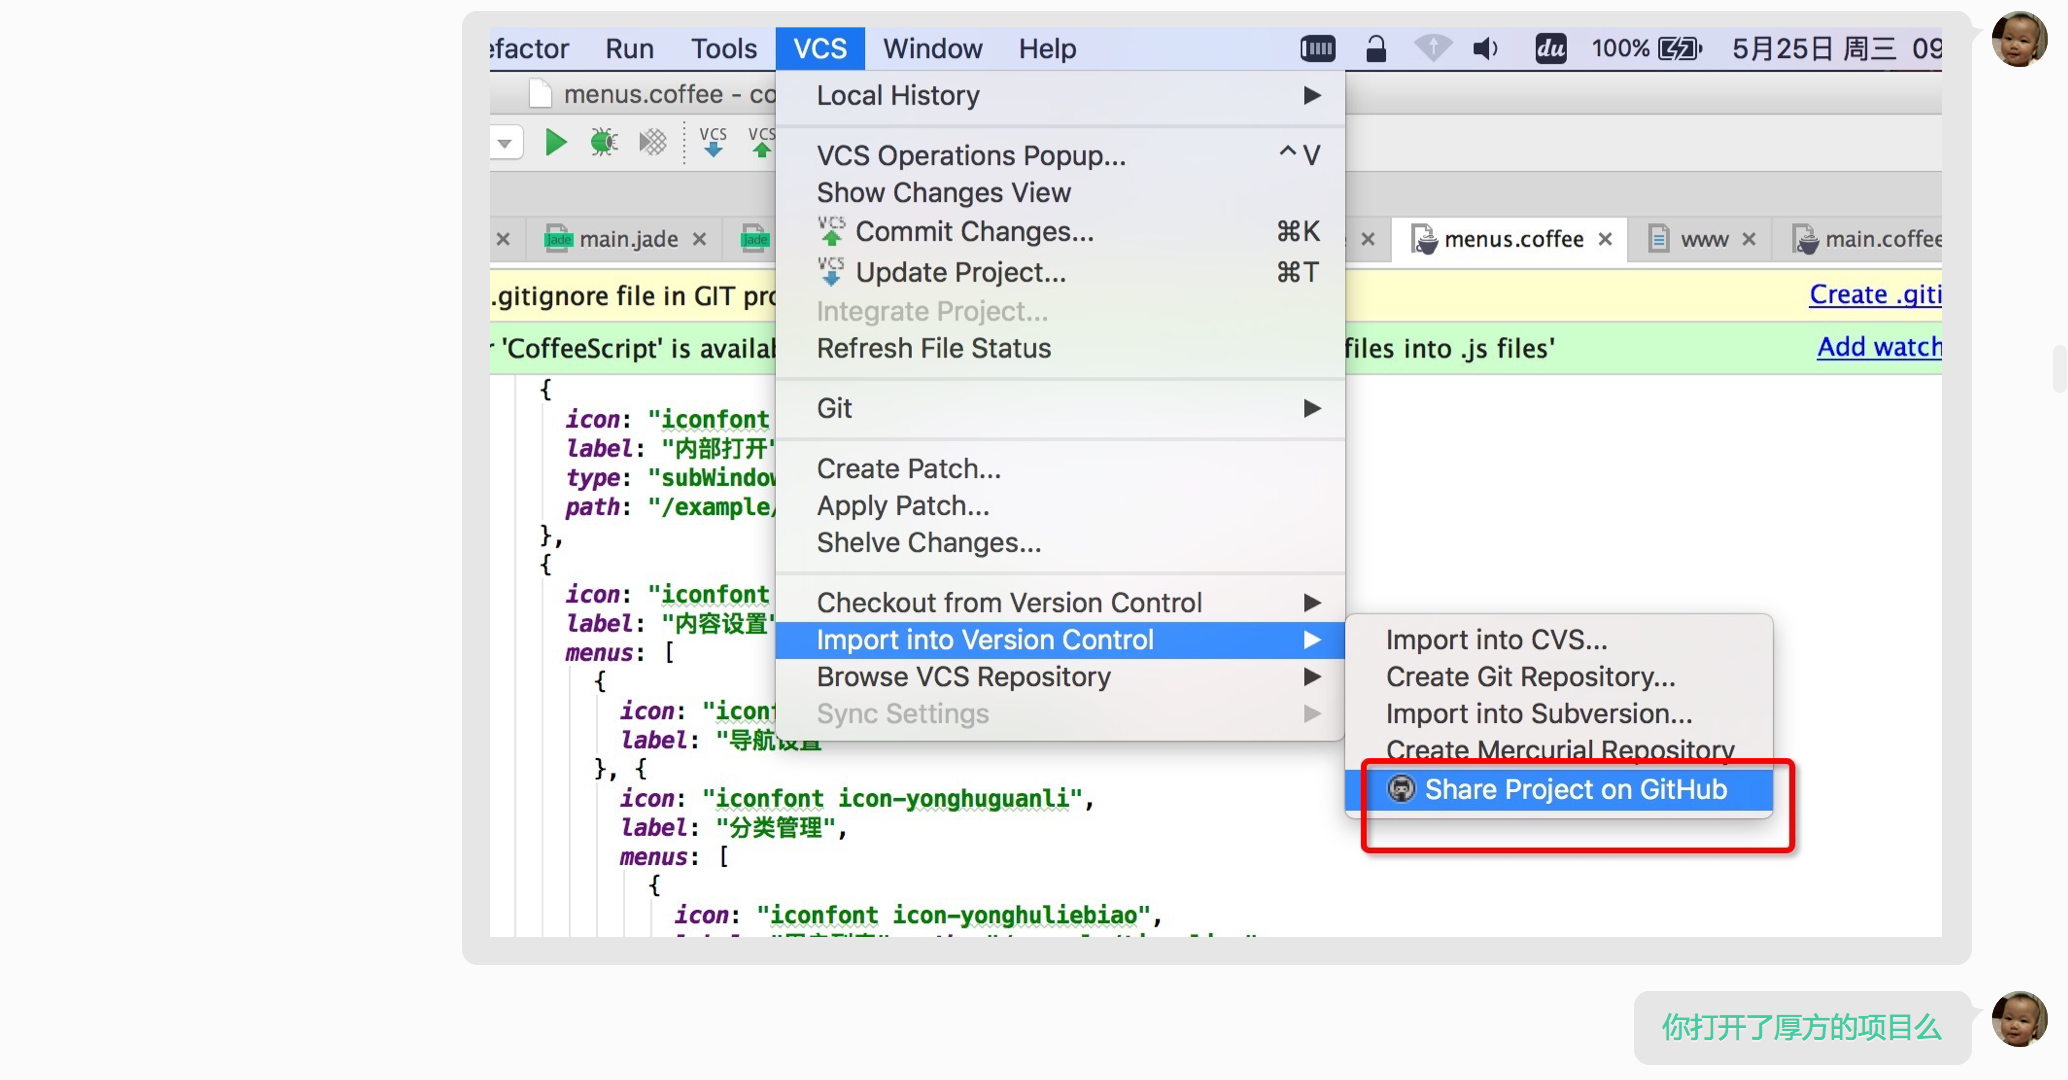 efactor Run Tools VCS Window Help du 100% 5月25日 周三 09
menus.coffee - co
Local History
VCS VCS
VCS Operations Popup... ^V
Show Changes View
VCS Commit Changes... ⌘K
jade main.jade jade menus.coffee www main.coffee
VCS Update Project... ⌘T
.gitignore file in GIT pro Create .giti
Integrate Project...
'CoffeeScript' is availab files into .js files' Add watch
Refresh File Status
{
Git
icon: "iconfont
label: "内部打开"
Create Patch...
type: "subWindow
Apply Patch...
path: "/example/
},
Shelve Changes...
{
icon: "iconfont
Checkout from Version Control
label: "内容设置"
Import into Version Control
menus: [
Browse VCS Repository
{
Sync Settings
icon: "iconf
label: "导航设置
Import into CVS...
Create Git Repository...
Import into Subversion...
Create Mercurial Repository
Share Project on GitHub
}, {
icon: "iconfont icon-yonghuguanli",
label: "分类管理",
menus: [
{
icon: "iconfont icon-yonghuliebiao",
你打开了厚方的项目么